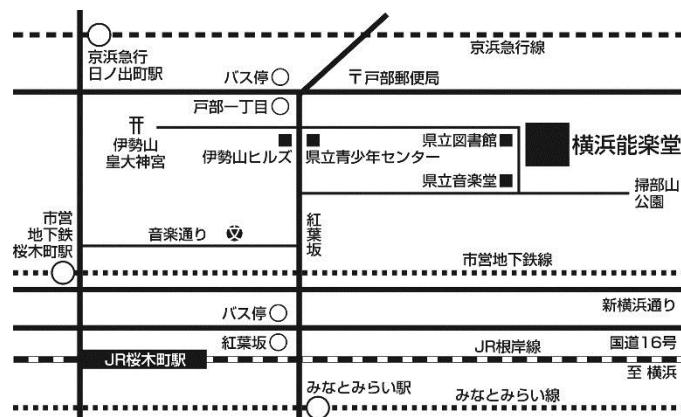 京浜急行線
京浜急行
日ノ出町駅
バス停
〒戸部郵便局
戸部一丁目
伊勢山
皇大神宮
伊勢山ヒルズ
県立青少年センター
県立図書館
横浜能楽堂
県立音楽堂
掃部山
公園
市営
地下鉄
桜木町駅
音楽通り
紅葉坂
市営地下鉄線
新横浜通り
バス停
紅葉坂
JR根岸線
国道16号
JR桜木町駅
至 横浜
みなとみらい駅
みなとみらい線